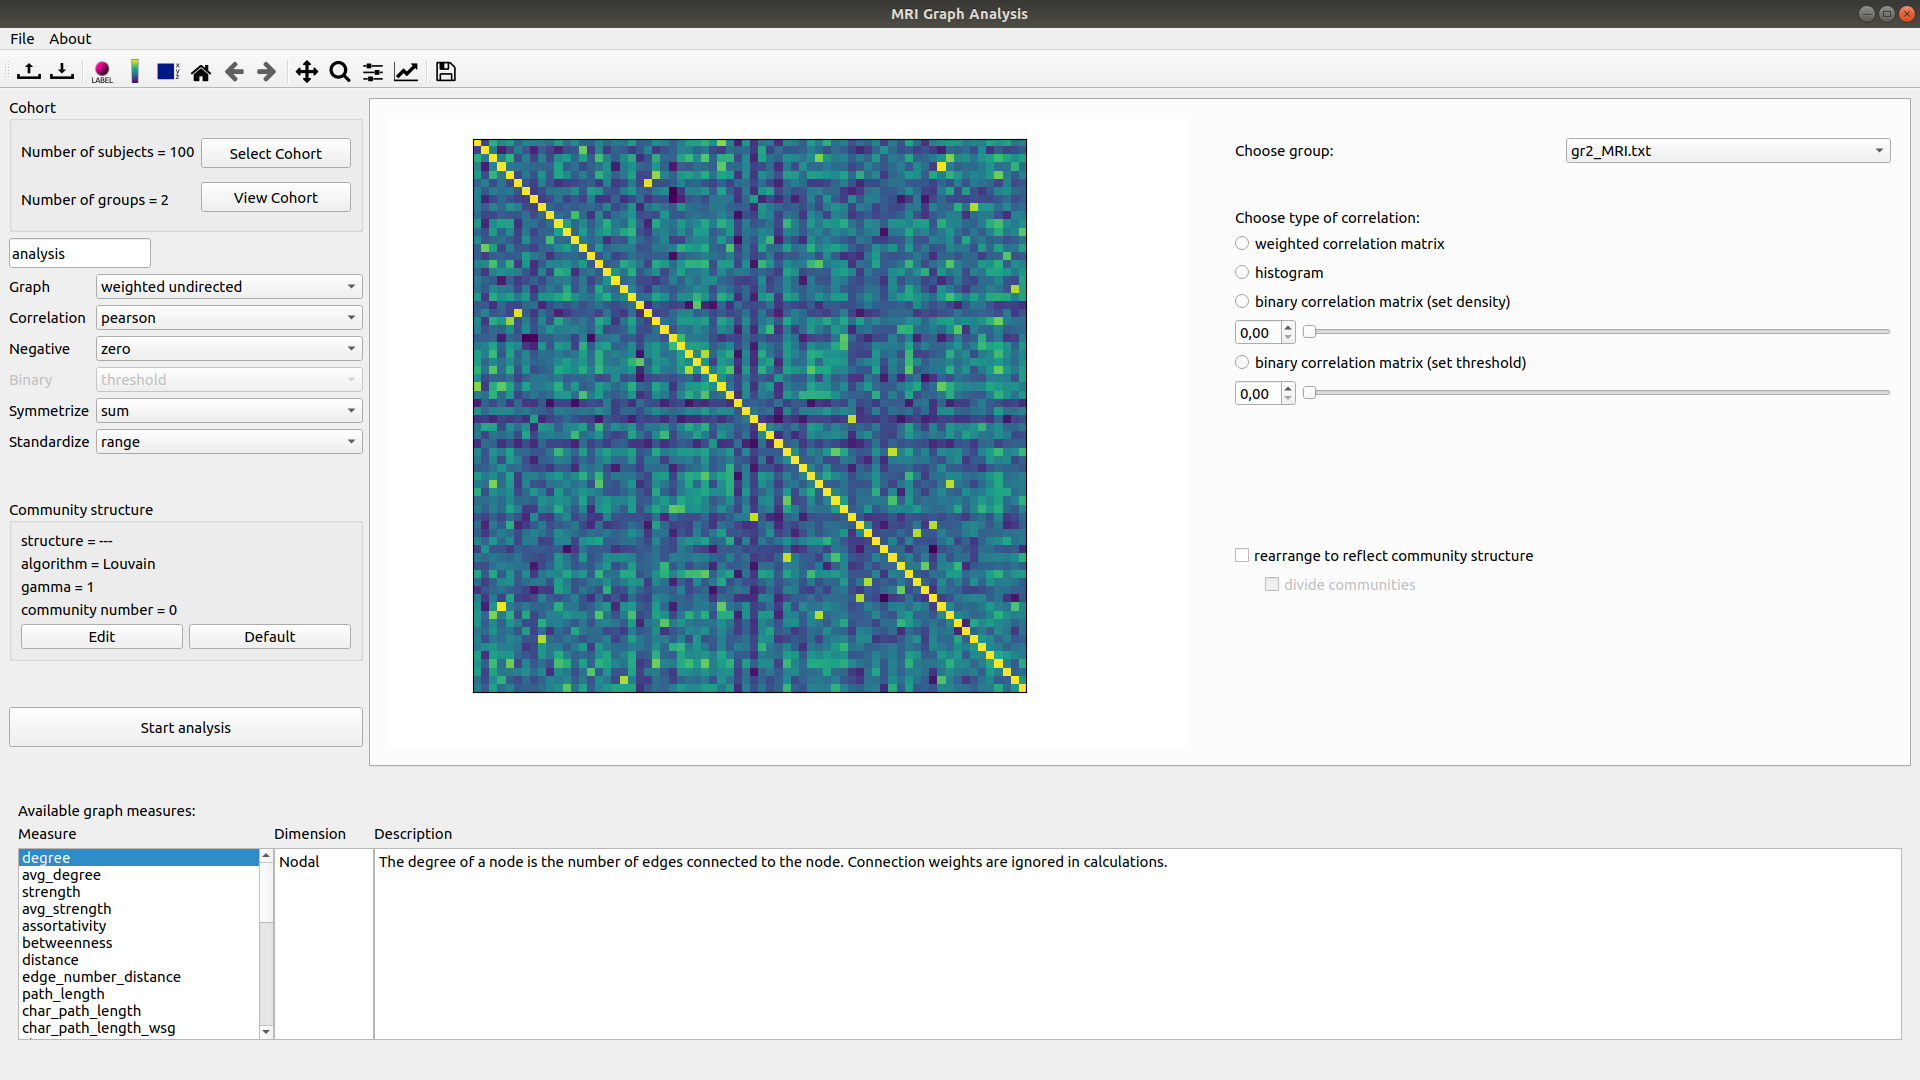 MRI Graph Analysis
File About
LABEL
x
y
z
Cohort
Number of subjects = 100
Select Cohort
Number of groups = 2
View Cohort
analysis
Graph weighted undirected
Correlation pearson
Negative zero
Binary threshold
Symmetrize sum
Standardize range
Community structure
structure = ---
algorithm = Louvain
gamma = 1
community number = 0
Edit Default
Start analysis
Choose group: gr2_MRI.txt
Choose type of correlation:
weighted correlation matrix
histogram
binary correlation matrix (set density)
0,00
binary correlation matrix (set threshold)
0,00
rearrange to reflect community structure
divide communities
Available graph measures:
Measure Dimension Description
degree
avg_degree
strength
avg_strength
assortativity
betweenness
distance
edge_number_distance
path_length
char_path_length
char_path_length_wsg
Nodal
The degree of a node is the number of edges connected to the node. Connection weights are ignored in calculations.